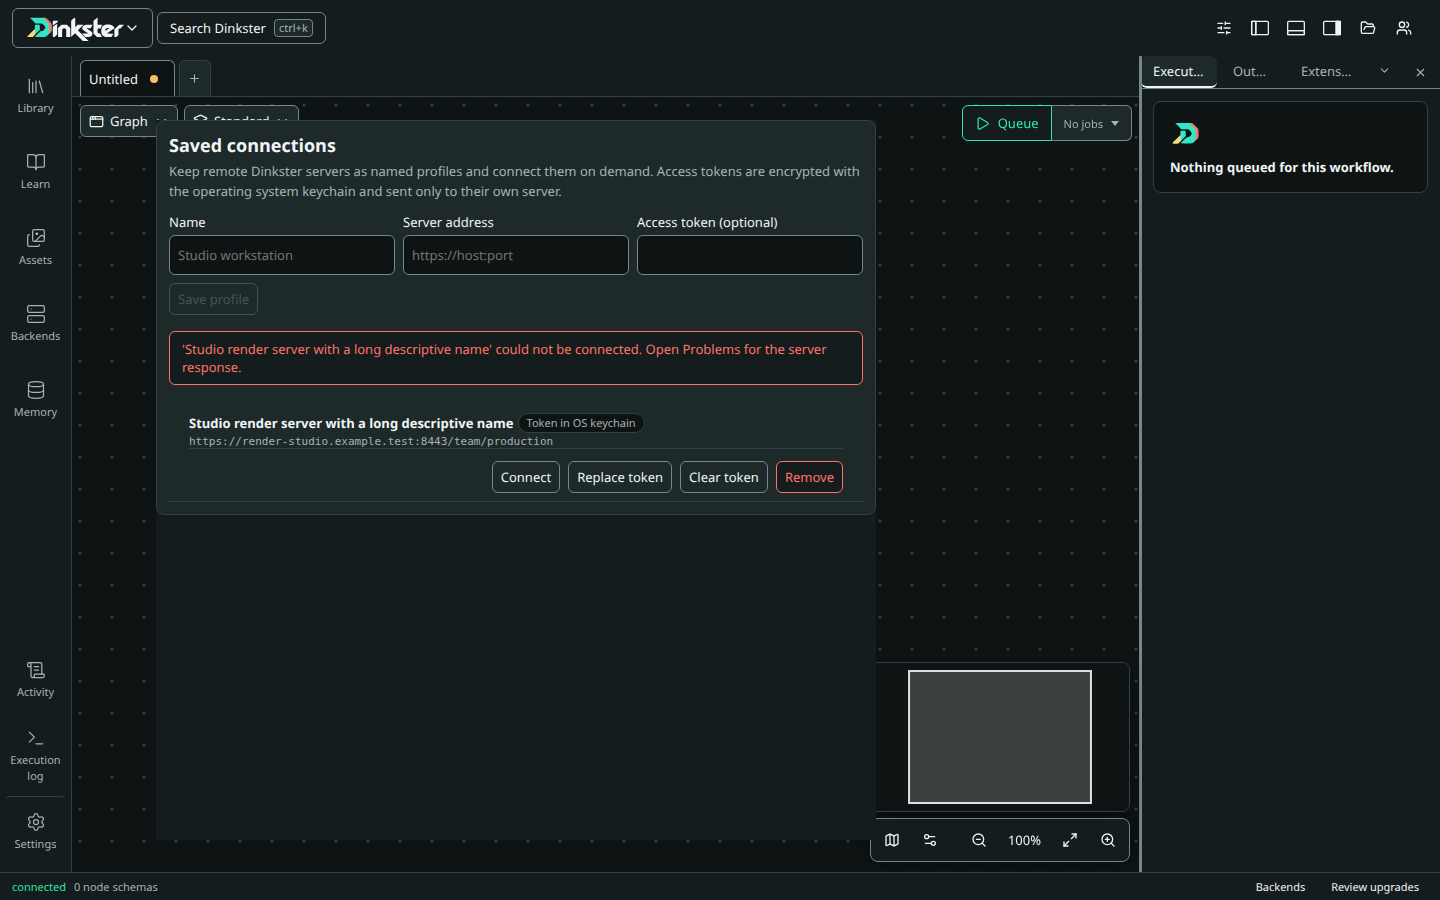 Dinkster
Search Dinkster ctrl+k
Untitled
Execut...
Out...
Extens...
Library
Learn
Assets
Backends
Memory
Activity
Execution
log
Settings
Graph
Standard
Queue
No jobs
Nothing queued for this workflow.
Saved connections
Keep remote Dinkster servers as named profiles and connect them on demand. Access tokens are encrypted with
the operating system keychain and sent only to their own server.
Name
Server address
Access token (optional)
Studio workstation
https://host:port
Save profile
'Studio render server with a long descriptive name' could not be connected. Open Problems for the server
response.
Studio render server with a long descriptive name Token in OS keychain
https://render-studio.example.test:8443/team/production
Connect
Replace token
Clear token
Remove
100%
connected 0 node schemas
Backends
Review upgrades